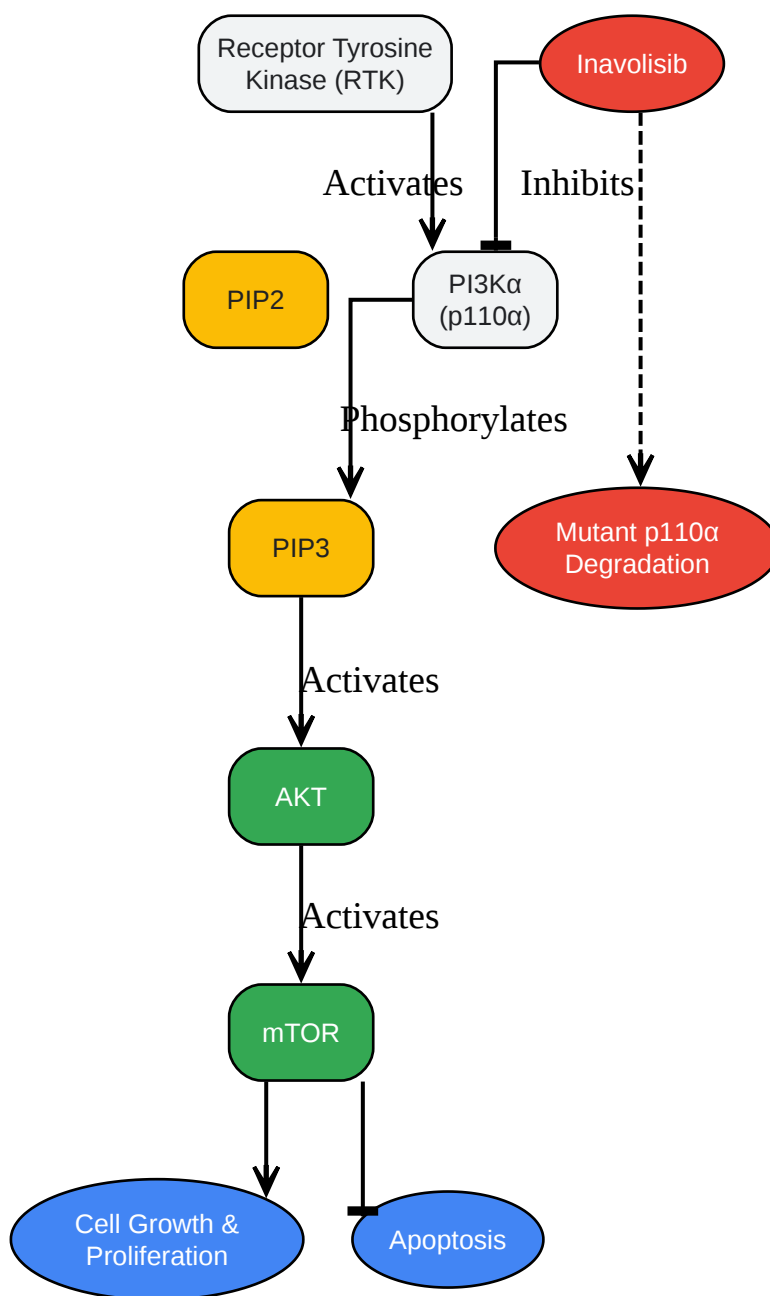 Receptor Tyrosine
Kinase (RTK)
Inavolisib
Activates
Inhibits
PIP2
PI3Kα
(p110α)
Phosphorylates
PIP3
Mutant p110α
Degradation
Activates
AKT
Activates
mTOR
Cell Growth &
Proliferation
Apoptosis